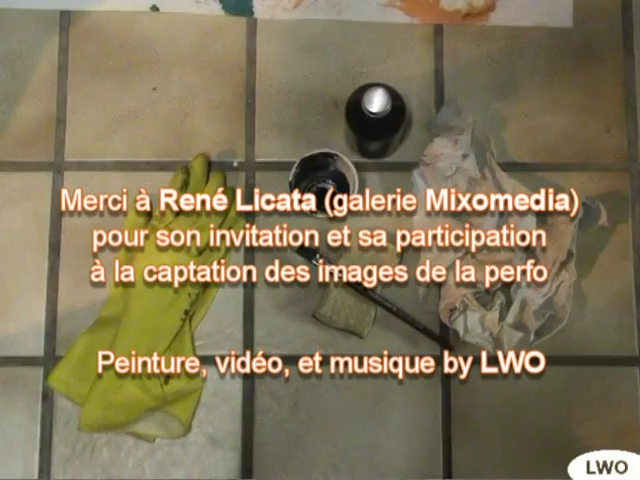 Merci à René Licata (galerie Mixomedia)
pour son invitation et sa participation
à la captation des images de la perfo
Peinture, vidéo, et musique by LWO
LWO